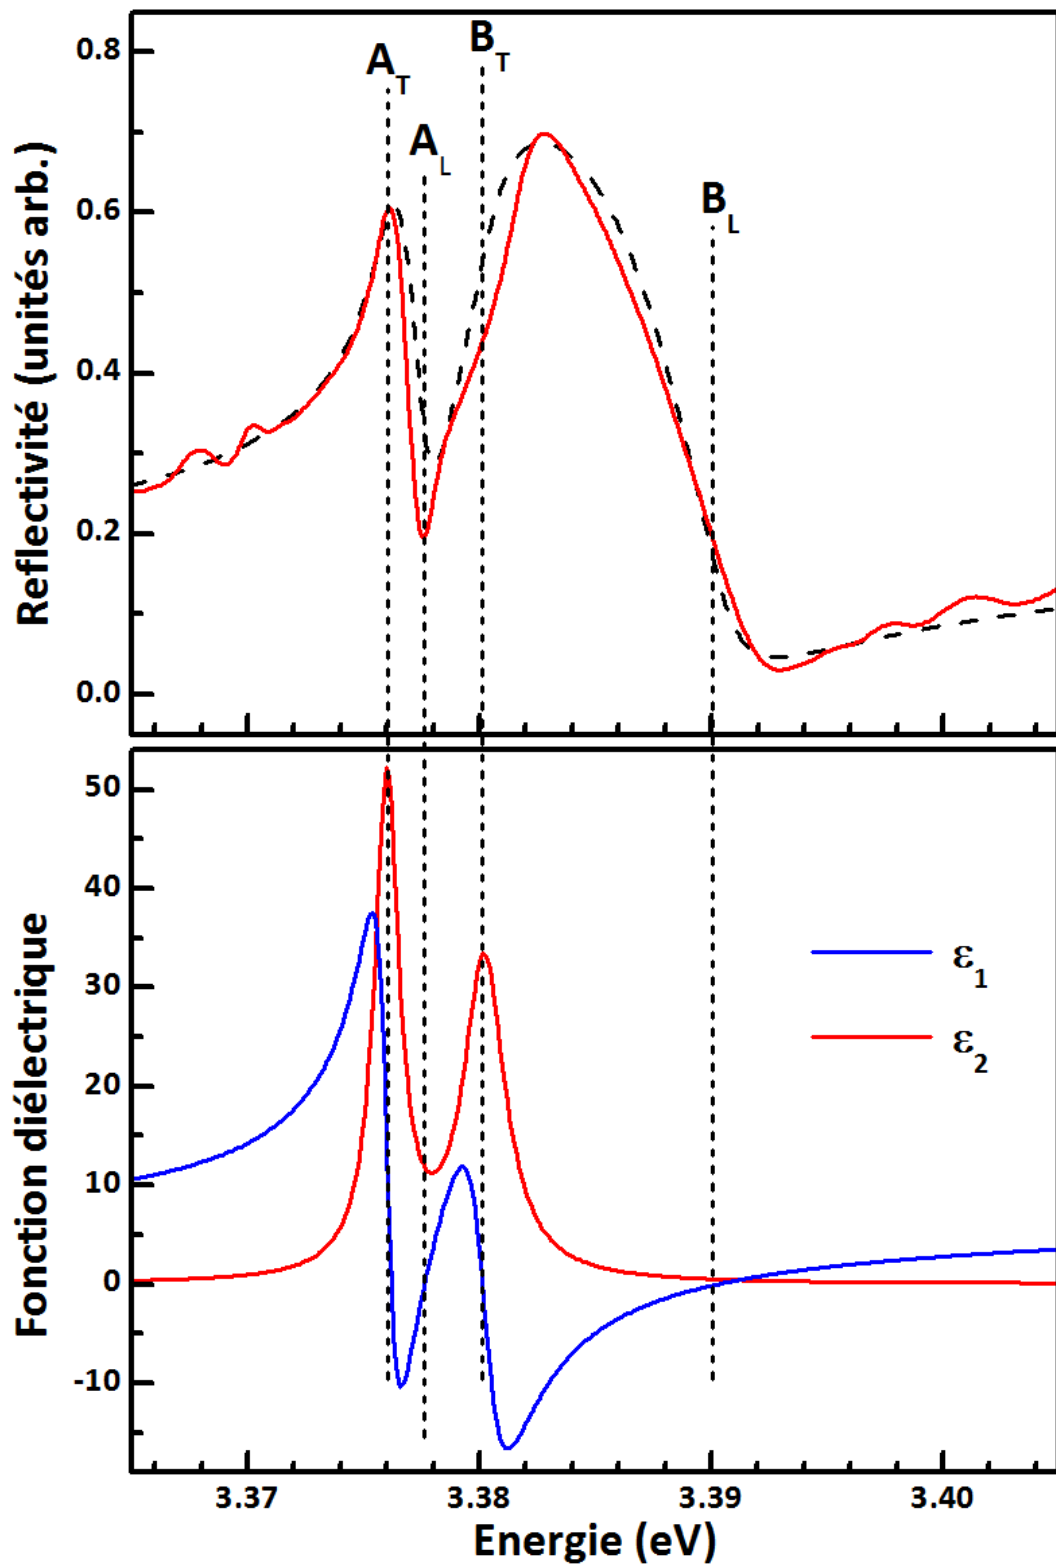 Reflectivité (unités arb.)
0.8
0.6
0.4
0.2
0.0
A_T
A_L
B_T
B_L
Fonction diélectrique
50
40
30
20
10
0
-10
ε_1
ε_2
3.37 3.38 3.39 3.40
Energie (eV)